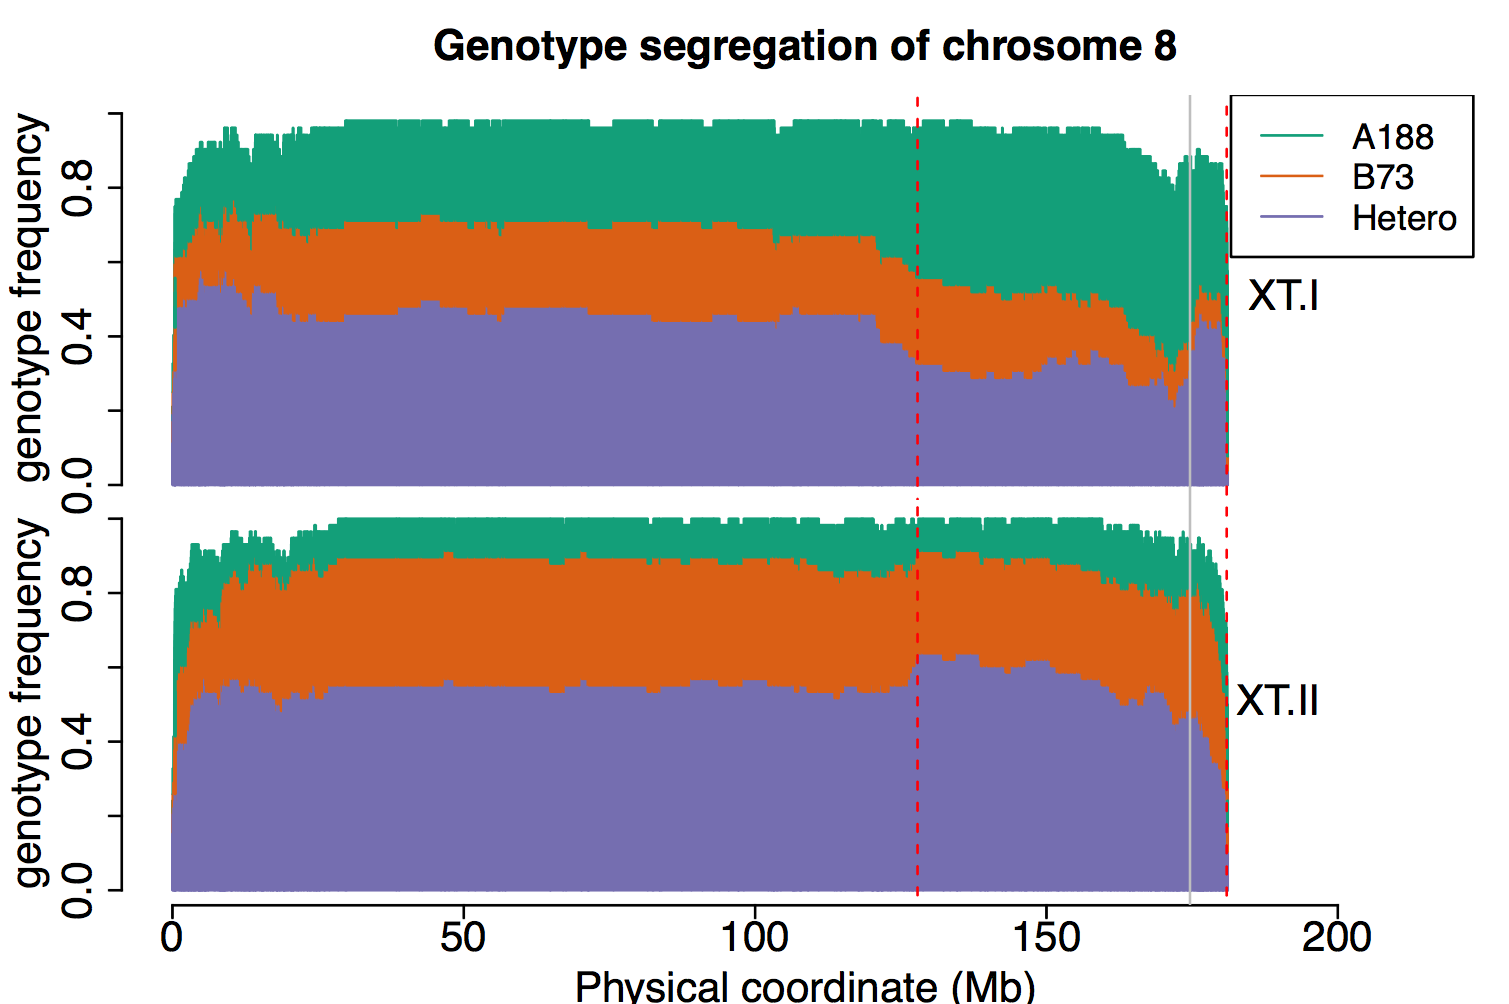 Genotype segregation of chrosome 8
genotype frequency
0.0
0.4
0.8
A188
B73
Hetero
XT.I
genotype frequency
0.0
0.4
0.8
XT.II
0
50
100
150
200
Physical coordinate (Mb)